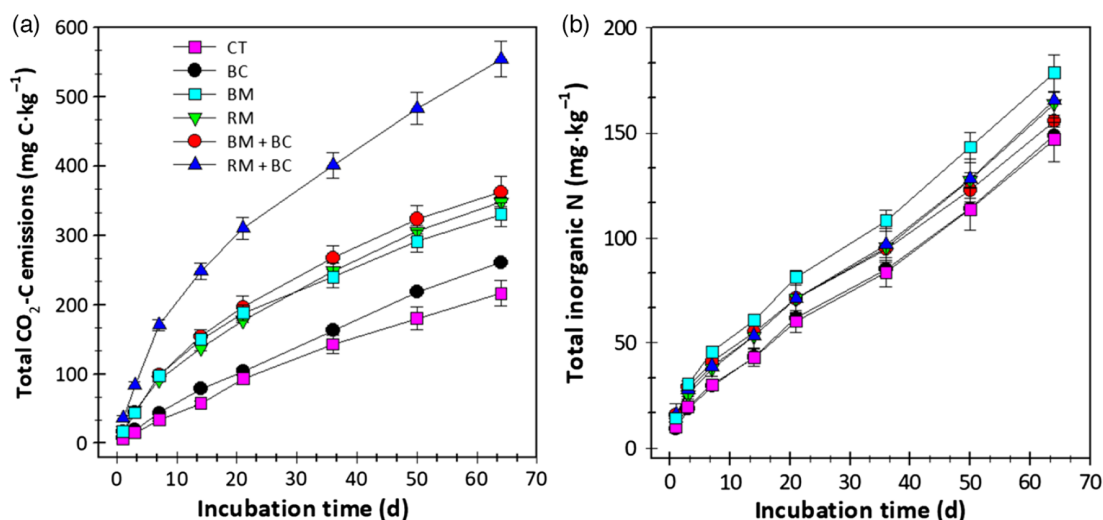 (a)
Total CO₂-C emissions (mg C·kg⁻¹)
600
500
400
300
200
100
0
CT
BC
BM
RM
BM + BC
RM + BC
0 10 20 30 40 50 60 70
Incubation time (d)
(b)
Total inorganic N (mg·kg⁻¹)
200
150
100
50
0
0 10 20 30 40 50 60 70
Incubation time (d)